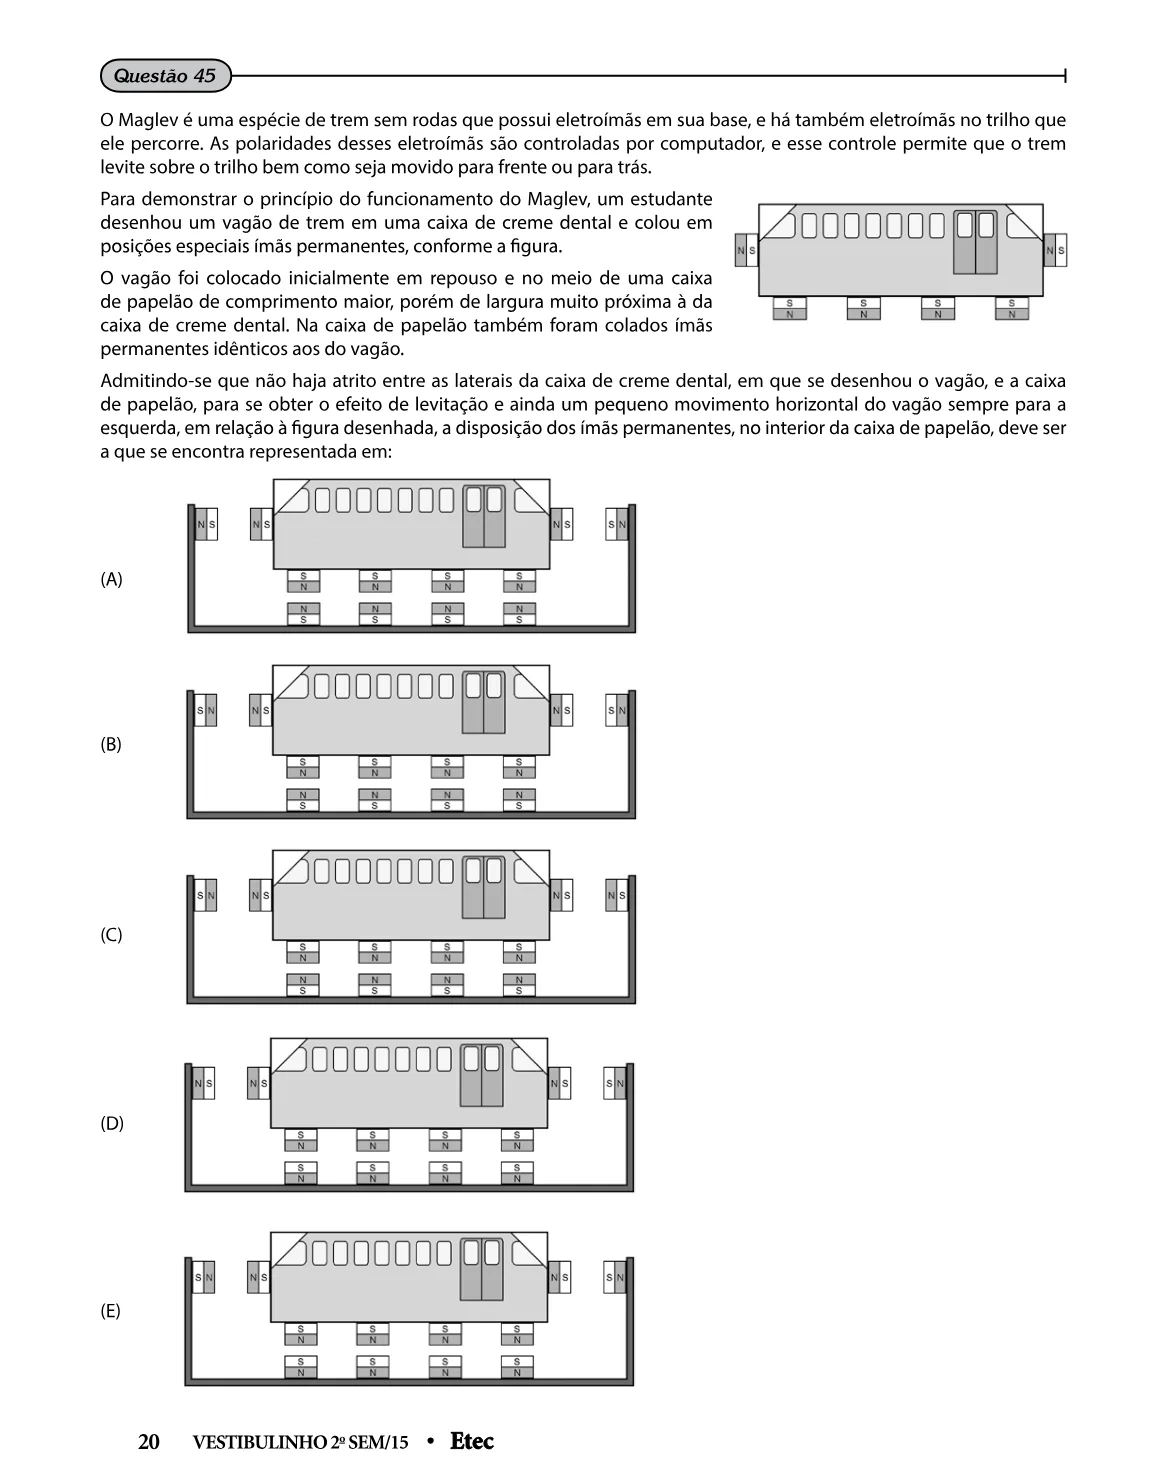 Questão 45
O Maglev é uma espécie de trem sem rodas que possui eletroímãs em sua base, e há também eletroímãs no trilho que
ele percorre. As polaridades desses eletroímãs são controladas por computador, e esse controle permite que o trem
levite sobre o trilho bem como seja movido para frente ou para trás.
Para demonstrar o princípio do funcionamento do Maglev, um estudante
desenhou um vagão de trem em uma caixa de creme dental e colou em
posições especiais ímãs permanentes, conforme a figura.
O vagão foi colocado inicialmente em repouso e no meio de uma caixa
de papelão de comprimento maior, porém de largura muito próxima à da
caixa de creme dental. Na caixa de papelão também foram colados ímãs
permanentes idênticos aos do vagão.
N S N S
S S S S
N N N N
Admitindo-se que não haja atrito entre as laterais da caixa de creme dental, em que se desenhou o vagão, e a caixa
de papelão, para se obter o efeito de levitação e ainda um pequeno movimento horizontal do vagão sempre para a
esquerda, em relação à figura desenhada, a disposição dos ímãs permanentes, no interior da caixa de papelão, deve ser
a que se encontra representada em:
(A)
N S N S N S S N
S S S S
N N N N
N N N N
S S S S
(B)
S N N S N S S N
S S S S
N N N N
N N N N
S S S S
(C)
S N N S N S N S
S S S S
N N N N
N N N N
S S S S
(D)
N S N S N S S N
S S S S
N N N N
S S S S
N N N N
(E)
S N N S N S S N
S S S S
N N N N
S S S S
N N N N
20 VESTIBULINHO 2º SEM/15 • Etec